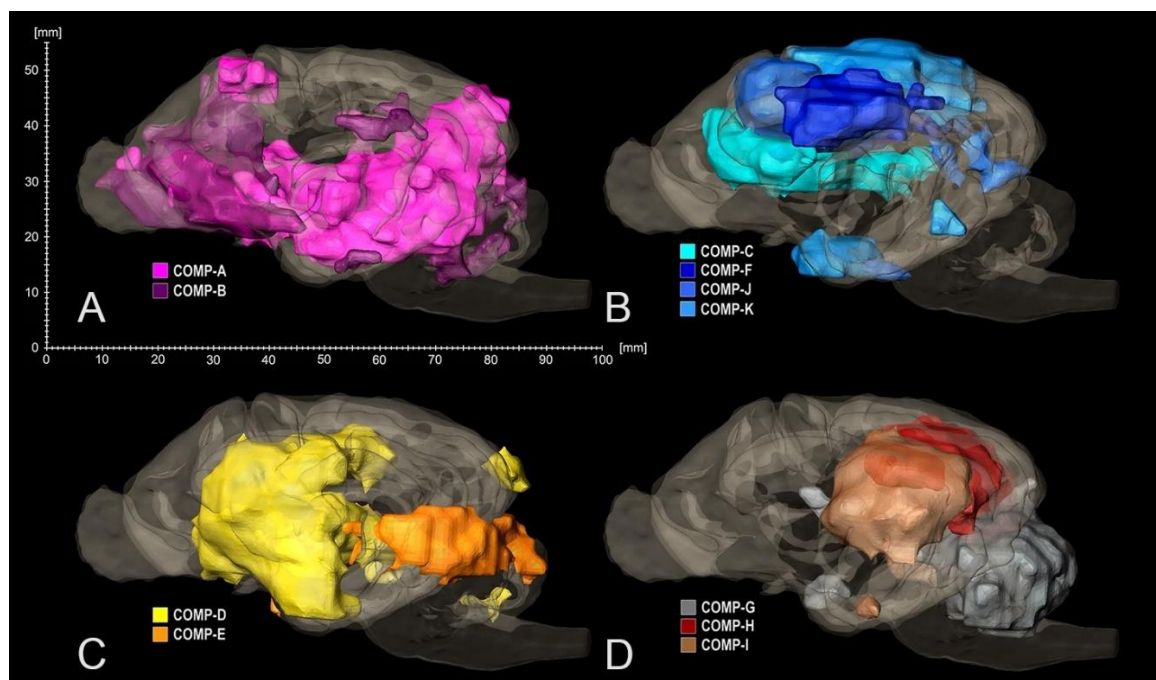 [mm]
50
40
30
20
10
0
COMP-A
COMP-B
A
COMP-C
COMP-F
COMP-J
COMP-K
B
0 10 20 30 40 50 60 70 80 90 100 [mm]
COMP-D
COMP-E
C
COMP-G
COMP-H
COMP-I
D